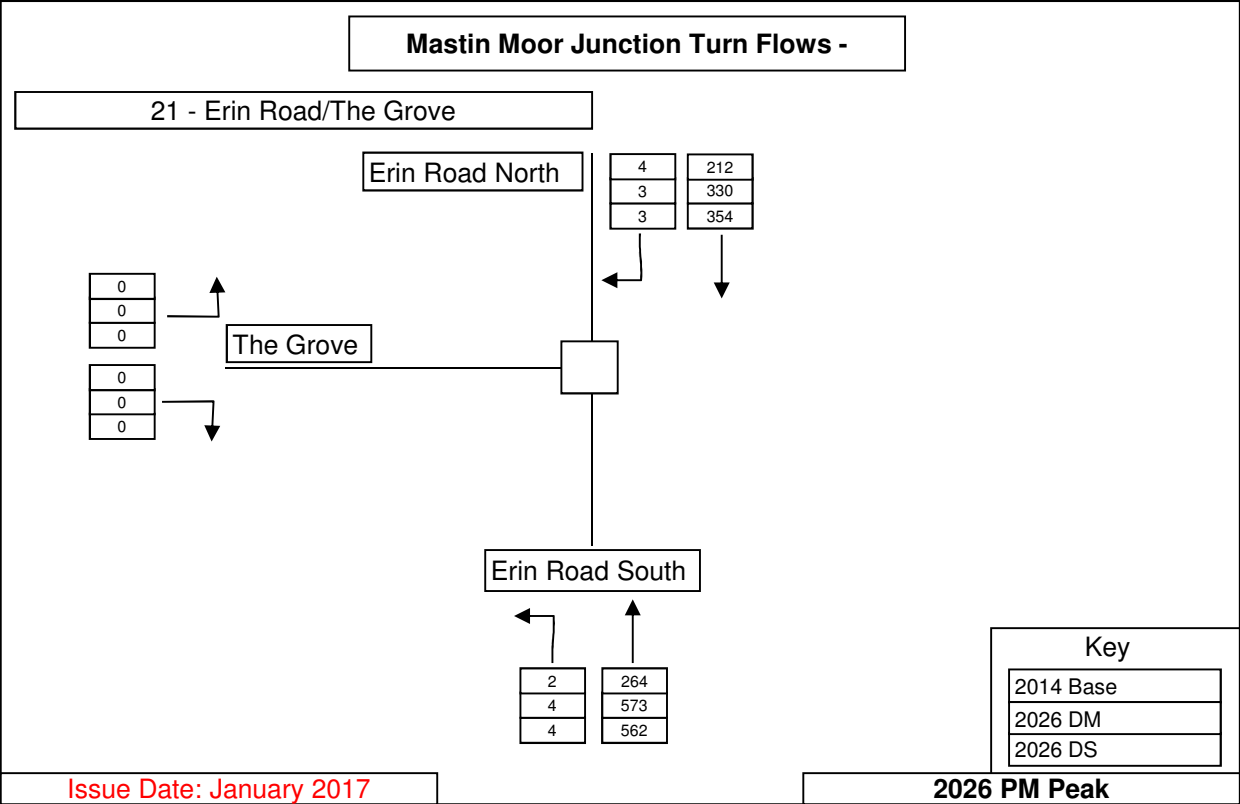 Mastin Moor Junction Turn Flows -
21 - Erin Road/The Grove
Erin Road North
4 212
3 330
3 354
0
0
0
The Grove
0
0
0
Erin Road South
2 264
4 573
4 562
Key
2014 Base
2026 DM
2026 DS
Issue Date: January 2017
2026 PM Peak